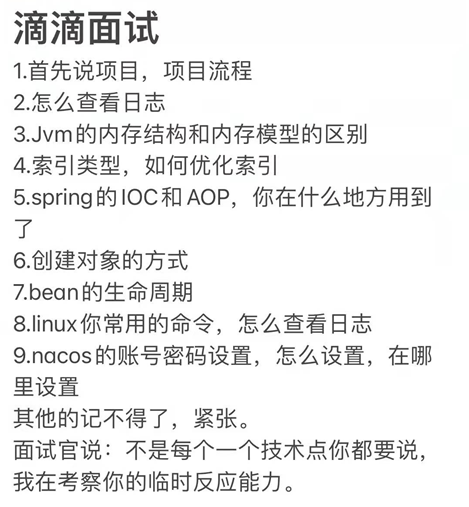 滴滴面试
1.首先说项目，项目流程
2.怎么查看日志
3.Jvm的内存结构和内存模型的区别
4.索引类型，如何优化索引
5.spring的IOC和AOP，你在什么地方用到
了
6.创建对象的方式
7.bean的生命周期
8.linux你常用的命令，怎么查看日志
9.nacos的账号密码设置，怎么设置，在哪
里设置
其他的记不得了，紧张。
面试官说：不是每个一个技术点你都要说，
我在考察你的临时反应能力。